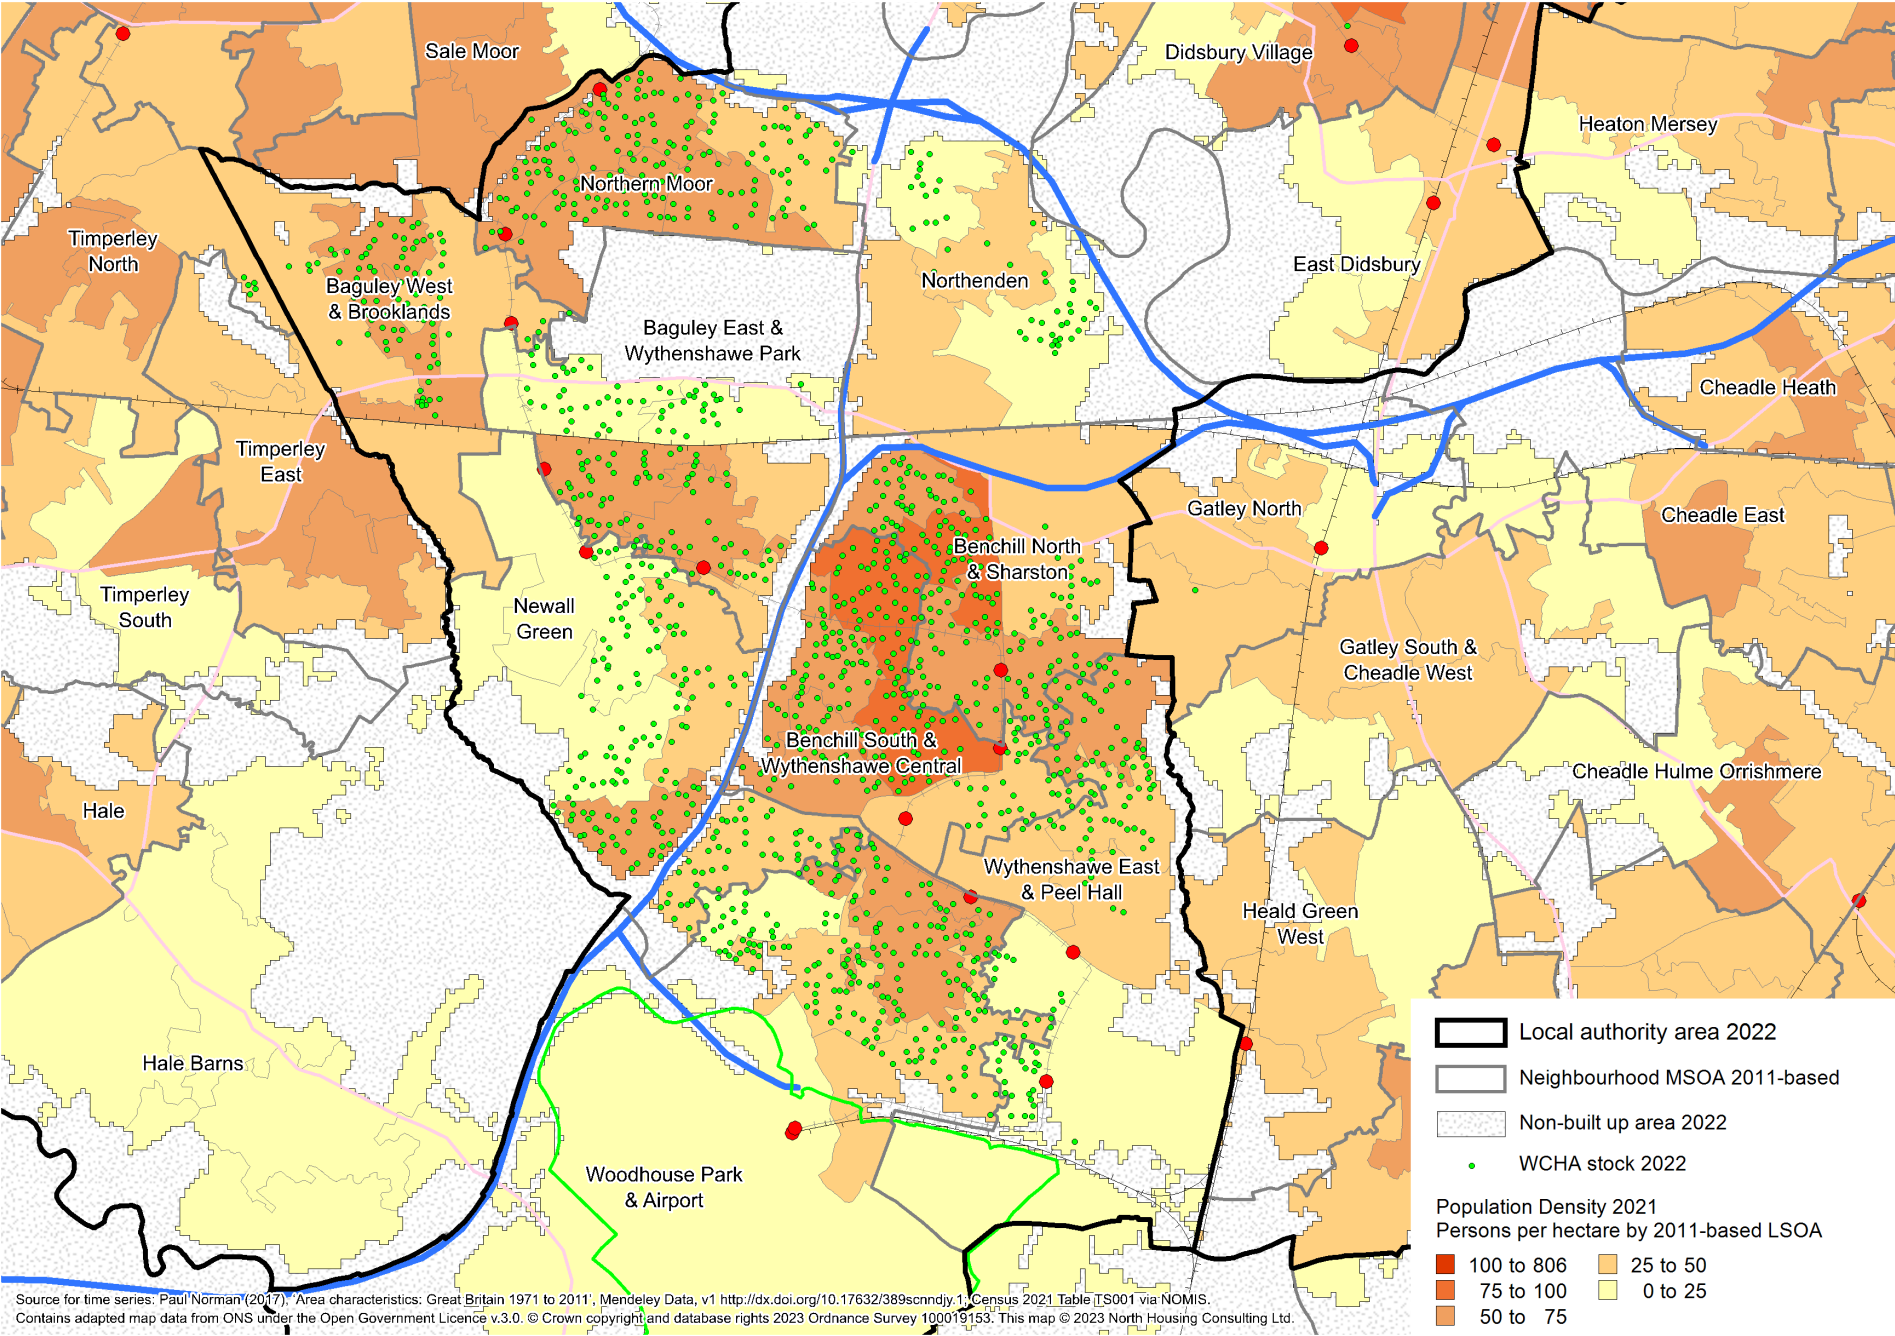 Sale Moor
Didsbury Village
Heaton Mersey
Northern Moor
Timperley
North
Baguley West
& Brooklands
Northenden
East Didsbury
Baguley East &
Wythenshawe Park
Cheadle Heath
Timperley
East
Gatley North
Cheadle East
Benchill North
& Sharston
Timperley
South
Newall
Green
Gatley South &
Cheadle West
Benchill South &
Wythenshawe Central
Cheadle Hulme Orrishmere
Hale
Wythenshawe East
& Peel Hall
Heald Green
West
Hale Barns
Woodhouse Park
& Airport
Local authority area 2022
Neighbourhood MSOA 2011-based
Non-built up area 2022
WCHA stock 2022
Population Density 2021
Persons per hectare by 2011-based LSOA
100 to 806
75 to 100
50 to 75
25 to 50
0 to 25
Source for time series: Paul Norman (2017), 'Area characteristics: Great Britain 1971 to 2011', Mendeley Data, v1 http://dx.doi.org/10.17632/389scnndjy.1; Census 2021 Table TS001 via NOMIS.
Contains adapted map data from ONS under the Open Government Licence v.3.0. © Crown copyright and database rights 2023 Ordnance Survey 100019153. This map © 2023 North Housing Consulting Ltd.